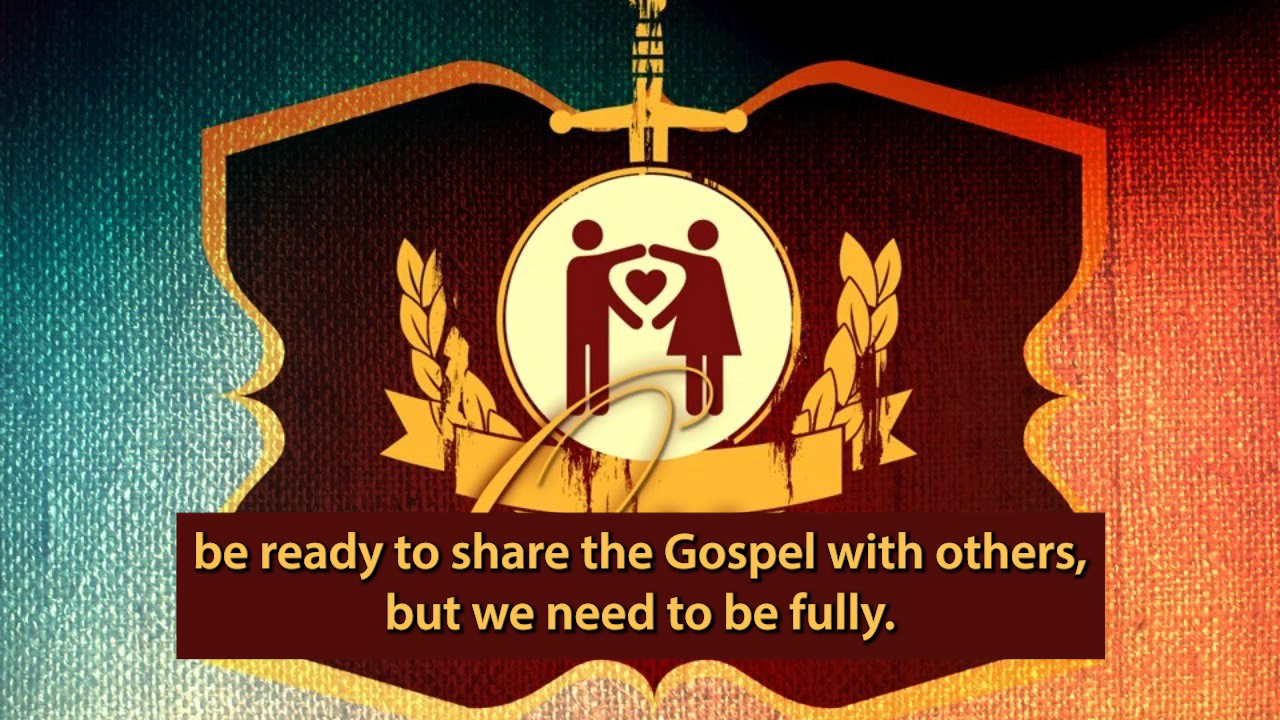 be ready to share the Gospel with others,
but we need to be fully.